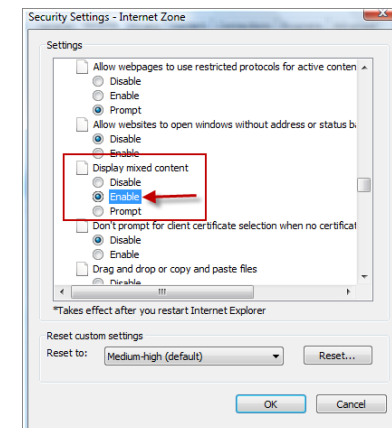 Security Settings - Internet Zone
Settings
Allow webpages to use restricted protocols for active conten
Disable
Enable
Prompt
Allow websites to open windows without address or status ba
Disable
Enable
Display mixed content
Disable
Enable
Prompt
Don't prompt for client certificate selection when no certificat
Disable
Enable
Drag and drop or copy and paste files
Disable
*Takes effect after you restart Internet Explorer
Reset custom settings
Reset to: Medium-high (default) Reset...
OK Cancel